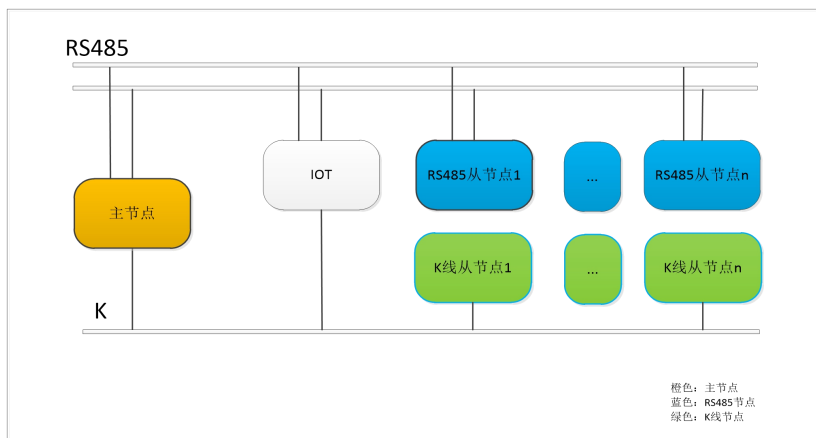 RS485
IOT
RS485从节点1
...
RS485从节点n
主节点
K线从节点1
...
K线从节点n
K
橙色：主节点
蓝色：RS485节点
绿色：K线节点